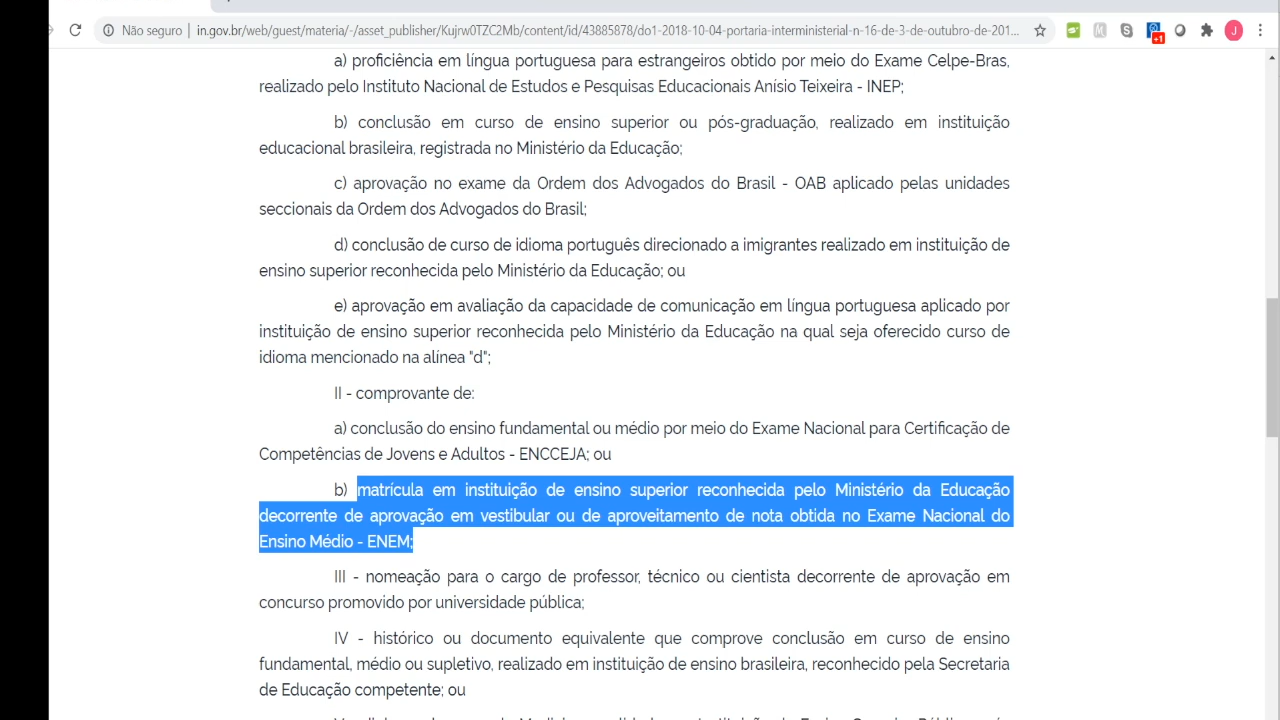 Não seguro
in.gov.br/web/guest/materia/-/asset_publisher/Kujrw0TZC2Mb/content/id/43885878/do1-2018-10-04-portaria-interministerial-n-16-de-3-de-outubro-de-201...
+1
J
a) proficiência em língua portuguesa para estrangeiros obtido por meio do Exame Celpe-Bras,
realizado pelo Instituto Nacional de Estudos e Pesquisas Educacionais Anísio Teixeira - INEP;
b) conclusão em curso de ensino superior ou pós-graduação, realizado em instituição
educacional brasileira, registrada no Ministério da Educação;
c) aprovação no exame da Ordem dos Advogados do Brasil - OAB aplicado pelas unidades
seccionais da Ordem dos Advogados do Brasil;
d) conclusão de curso de idioma português direcionado a imigrantes realizado em instituição de
ensino superior reconhecida pelo Ministério da Educação; ou
e) aprovação em avaliação da capacidade de comunicação em língua portuguesa aplicado por
instituição de ensino superior reconhecida pelo Ministério da Educação na qual seja oferecido curso de
idioma mencionado na alínea "d";
II - comprovante de:
a) conclusão do ensino fundamental ou médio por meio do Exame Nacional para Certificação de
Competências de Jovens e Adultos - ENCCEJA; ou
b) matrícula em instituição de ensino superior reconhecida pelo Ministério da Educação
decorrente de aprovação em vestibular ou de aproveitamento de nota obtida no Exame Nacional do
Ensino Médio - ENEM;
III - nomeação para o cargo de professor, técnico ou cientista decorrente de aprovação em
concurso promovido por universidade pública;
IV - histórico ou documento equivalente que comprove conclusão em curso de ensino
fundamental, médio ou supletivo, realizado em instituição de ensino brasileira, reconhecido pela Secretaria
de Educação competente; ou